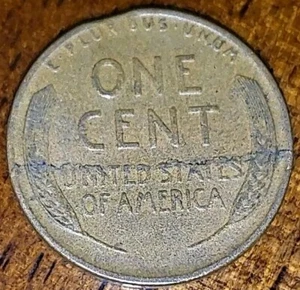 E·PLURIBUS·UNUM
ONE
CENT
UNITED STATES
OF AMERICA